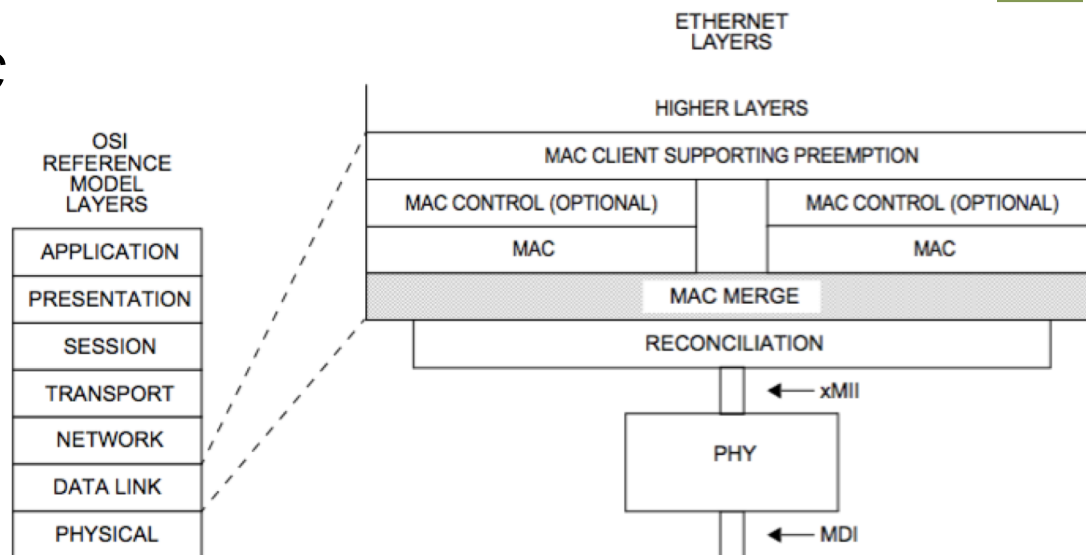 ETHERNET
LAYERS
C
HIGHER LAYERS
OSI
REFERENCE
MODEL
LAYERS
MAC CLIENT SUPPORTING PREEMPTION
MAC CONTROL (OPTIONAL)
MAC CONTROL (OPTIONAL)
MAC
MAC
MAC MERGE
RECONCILIATION
xMII
PHY
MDI
APPLICATION
PRESENTATION
SESSION
TRANSPORT
NETWORK
DATA LINK
PHYSICAL